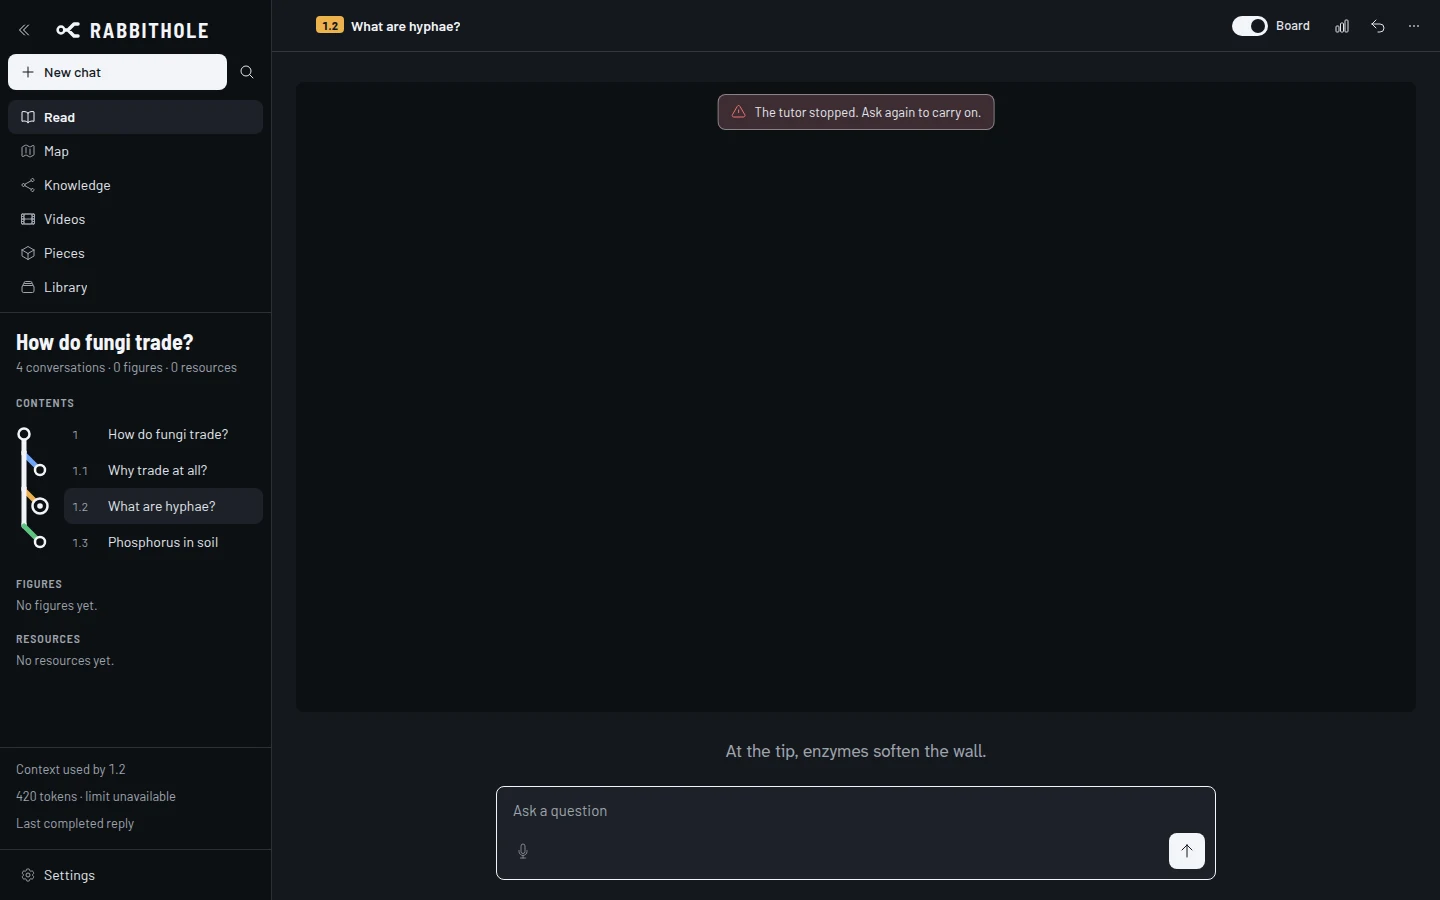 RABBITHOLE
New chat
Read
Map
Knowledge
Videos
Pieces
Library
How do fungi trade?
4 conversations · 0 figures · 0 resources
CONTENTS
1 How do fungi trade?
1.1 Why trade at all?
1.2 What are hyphae?
1.3 Phosphorus in soil
FIGURES
No figures yet.
RESOURCES
No resources yet.
Context used by 1.2
420 tokens · limit unavailable
Last completed reply
Settings
1.2 What are hyphae?
Board
The tutor stopped. Ask again to carry on.
At the tip, enzymes soften the wall.
Ask a question